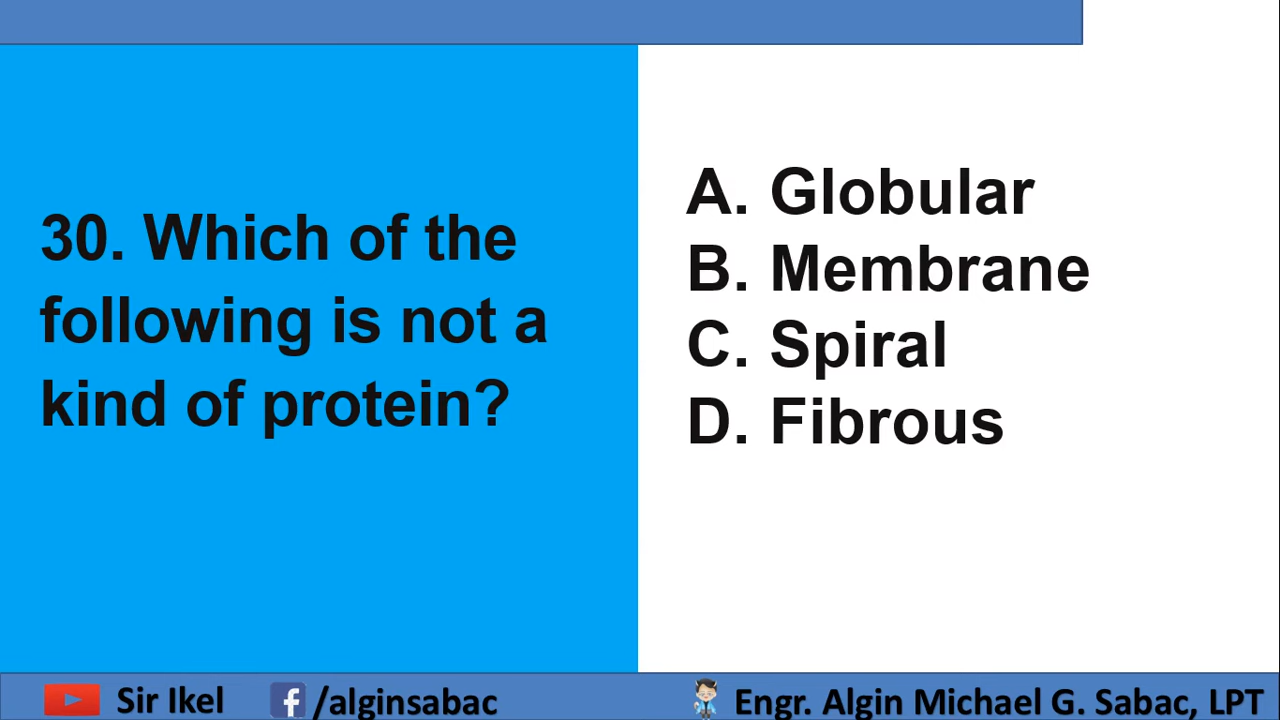 30. Which of the
following is not a
kind of protein?
A. Globular
B. Membrane
C. Spiral
D. Fibrous
Sir Ikel
/alginsabac
Engr. Algin Michael G. Sabac, LPT